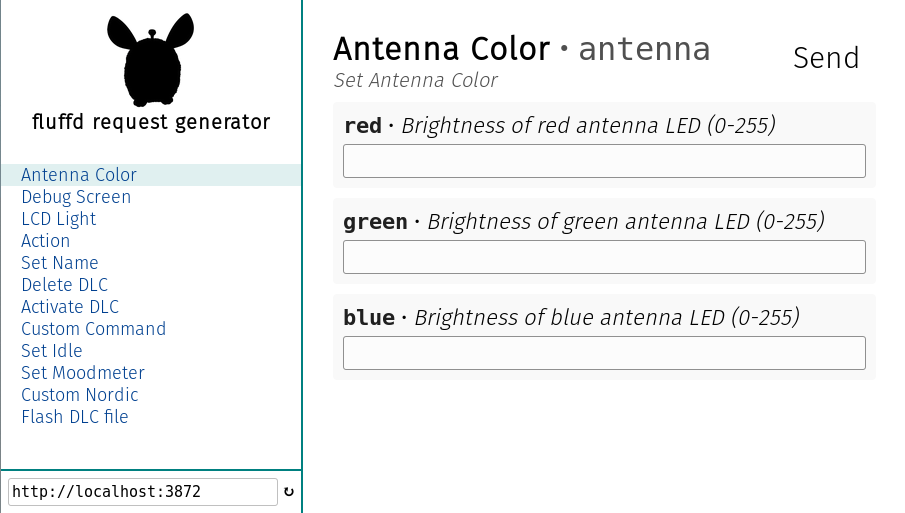 fluffd request generator
Antenna Color
Debug Screen
LCD Light
Action
Set Name
Delete DLC
Activate DLC
Custom Command
Set Idle
Set Moodmeter
Custom Nordic
Flash DLC file
http://localhost:3872 ↻
Antenna Color · antenna
Send
Set Antenna Color
red · Brightness of red antenna LED (0-255)
green · Brightness of green antenna LED (0-255)
blue · Brightness of blue antenna LED (0-255)